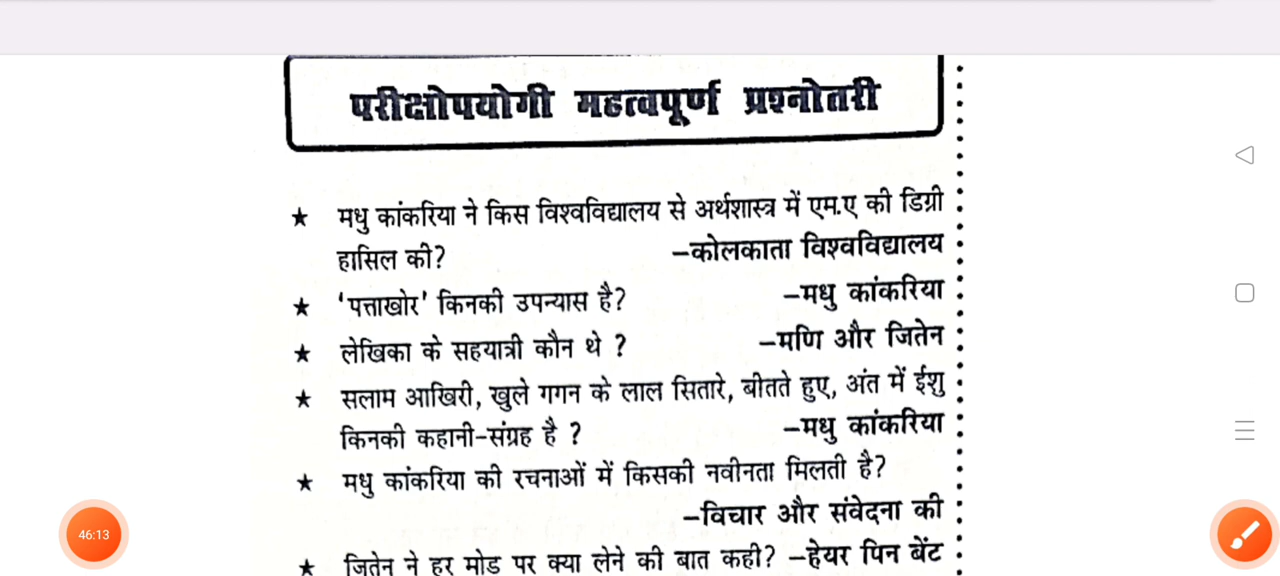 परीक्षोपयोगी महत्वपूर्ण प्रश्नोतरी
★ मधु कांकरिया ने किस विश्वविद्यालय से अर्थशास्त्र में एम.ए की डिग्री
हासिल की? –कोलकाता विश्वविद्यालय
★ 'पत्ताखोर' किनकी उपन्यास है? –मधु कांकरिया
★ लेखिका के सहयात्री कौन थे ? –मणि और जितेन
★ सलाम आखिरी, खुले गगन के लाल सितारे, बीतते हुए, अंत में ईशु
किनकी कहानी-संग्रह है ? –मधु कांकरिया
★ मधु कांकरिया की रचनाओं में किसकी नवीनता मिलती है?
–विचार और संवेदना की
★ जितेन ने हर मोड पर क्या लेने की बात कही? –हेयर पिन बेंट
46:13